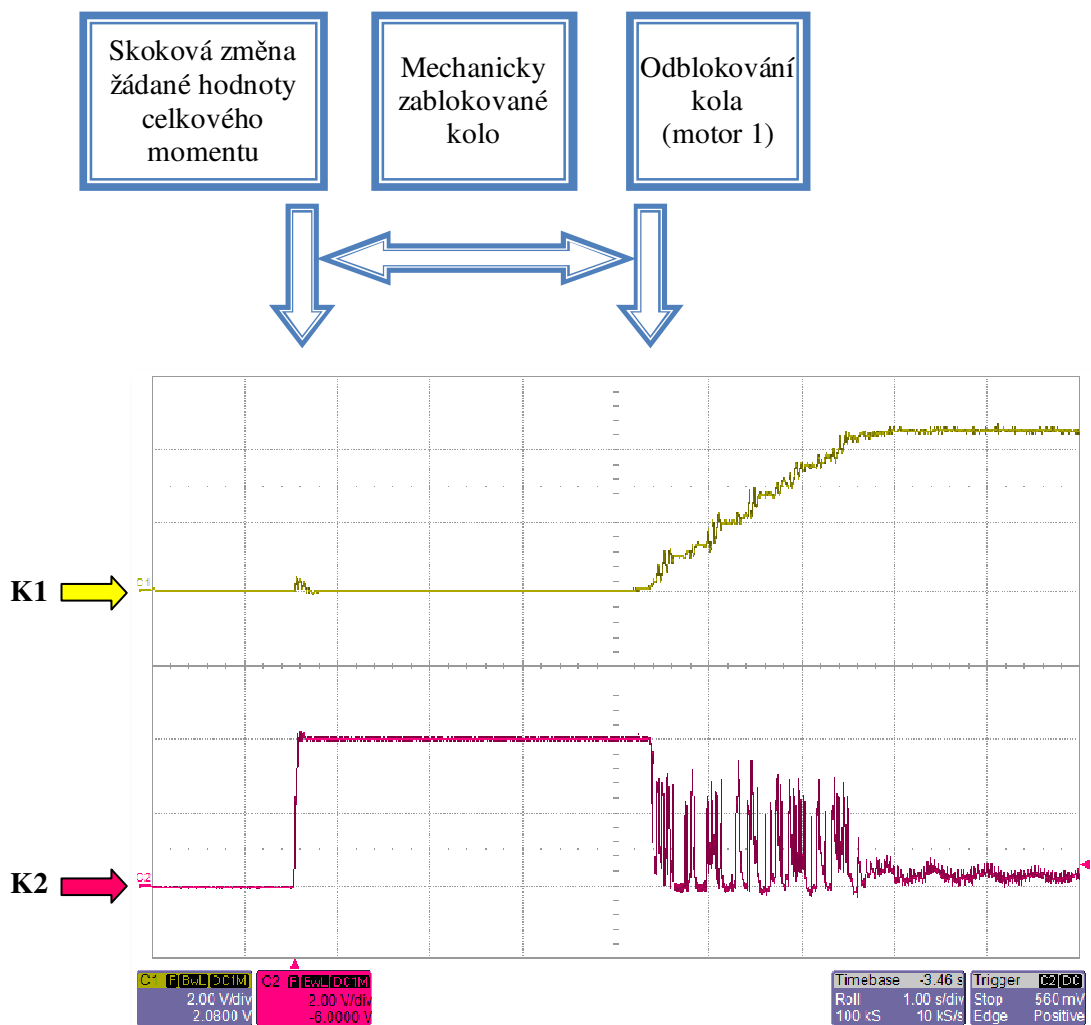 Skoková změna
žádané hodnoty
celkového
momentu
Mechanicky
zablokované
kolo
Odblokování
kola
(motor 1)
K1
C1
K2
C2
C1 F BwL DC1M
2.00 V/div
2.0800 V
C2 F BwL DC1M
2.00 V/div
-6.0000 V
Timebase -3.46 s
Roll 1.00 s/div
100 kS 10 kS/s
Trigger C2 DC
Stop 560 mV
Edge Positive